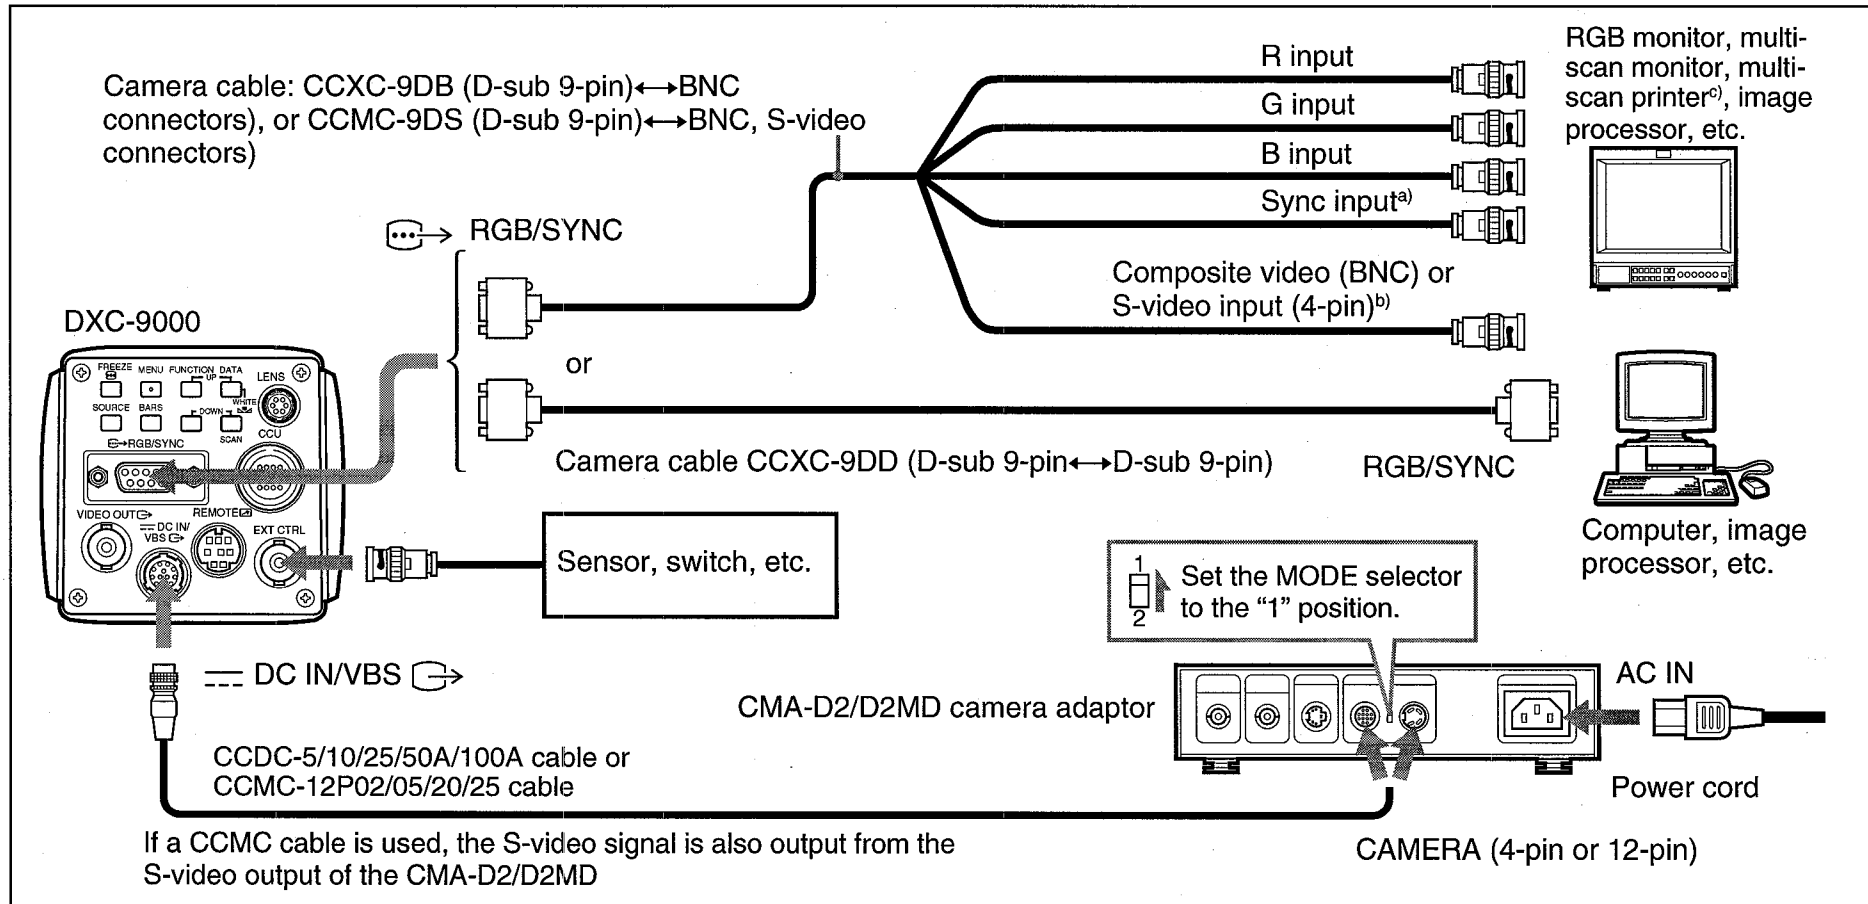 Camera cable: CCXC-9DB (D-sub 9-pin)↔BNC
connectors), or CCMC-9DS (D-sub 9-pin)↔BNC, S-video
connectors)
R input
G input
B input
Sync inputa)
Composite video (BNC) or
S-video input (4-pin)b)
RGB monitor, multi-
scan monitor, multi-
scan printerc), image
processor, etc.
→ RGB/SYNC
or
Camera cable CCXC-9DD (D-sub 9-pin↔D-sub 9-pin)
RGB/SYNC
Computer, image
processor, etc.
DXC-9000
FREEZE MENU FUNCTION DATA
UP
LENS
WHITE
SOURCE BARS
DOWN
SCAN
CCU
→RGB/SYNC
VIDEO OUT
DC IN/
VBS
REMOTE
EXT CTRL
Sensor, switch, etc.
1
2
Set the MODE selector
to the “1” position.
DC IN/VBS
CMA-D2/D2MD camera adaptor
AC IN
Power cord
CCDC-5/10/25/50A/100A cable or
CCMC-12P02/05/20/25 cable
If a CCMC cable is used, the S-video signal is also output from the
S-video output of the CMA-D2/D2MD
CAMERA (4-pin or 12-pin)